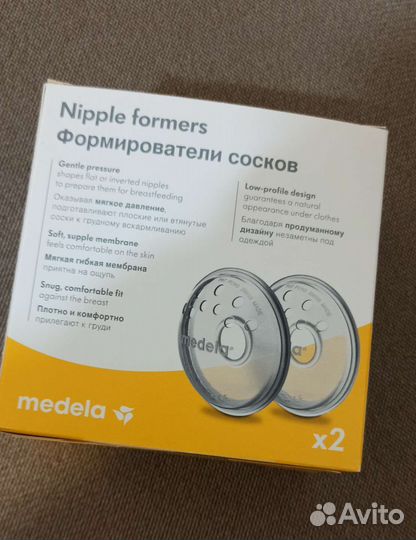 Nipple formers
Формирователи сосков
Gentle pressure
shapes flat or inverted nipples
to prepare them for breastfeeding
Оказывая мягкое давление,
подготавливают плоские или втянутые
соски к грудному вскармливанию
Soft, supple membrane
feels comfortable on the skin
Мягкая гибкая мембрана
приятна на ощупь
Snug, comfortable fit
against the breast
Плотно и комфортно
прилегают к груди
Low-profile design
guarantees a natural
appearance under clothes
Благодаря продуманному
дизайну незаметны под
одеждой
medela
medela
x2
Avito